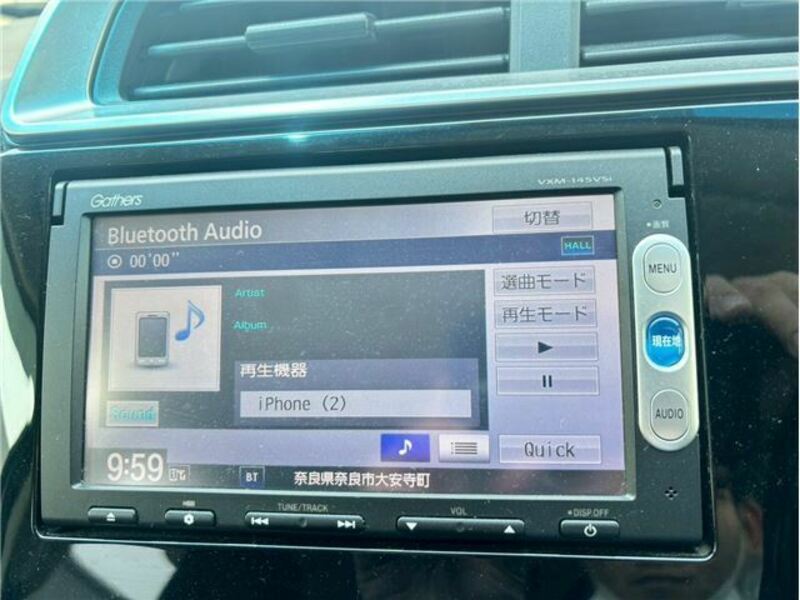 Gathers
VXM-145VSi
Bluetooth Audio
切替
00'00"
HALL
Artist
選曲モード
Album
再生モード
再生機器
iPhone (2)
Sound
Quick
9:59
BT
奈良県奈良市大安寺町
●画質
MENU
現在地
AUDIO
TUNE/TRACK
VOL
●DISP.OFF